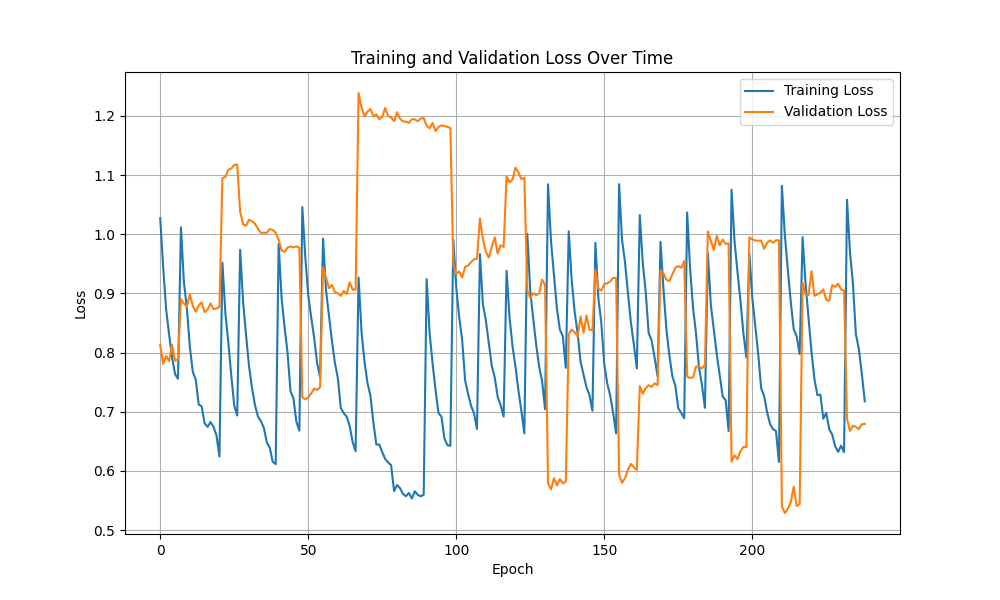 Training and Validation Loss Over Time
Training Loss
Validation Loss
Loss
1.2
1.1
1.0
0.9
0.8
0.7
0.6
0.5
0
50
100
150
200
Epoch